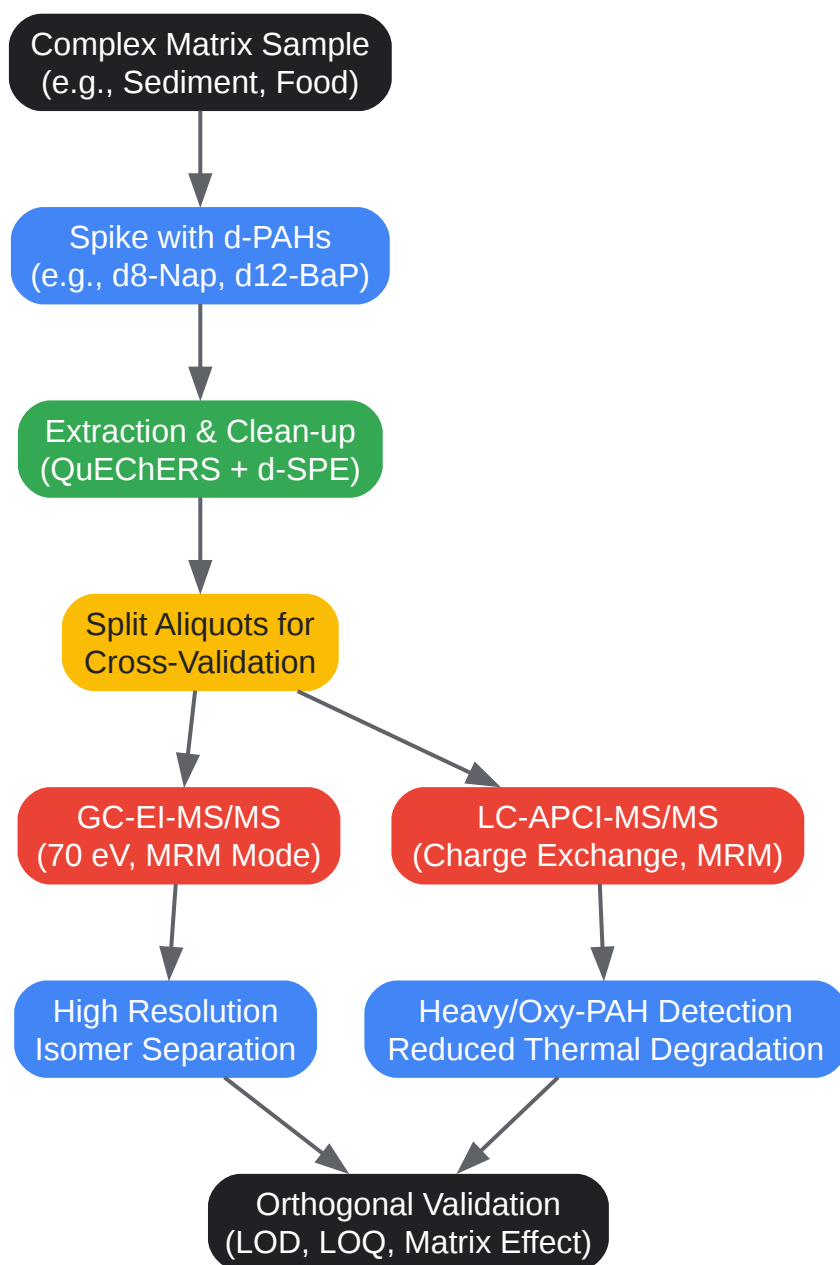 Complex Matrix Sample
(e.g., Sediment, Food)
Spike with d-PAHs
(e.g., d8-Nap, d12-BaP)
Extraction & Clean-up
(QuEChERS + d-SPE)
Split Aliquots for
Cross-Validation
GC-EI-MS/MS
(70 eV, MRM Mode)
LC-APCI-MS/MS
(Charge Exchange, MRM)
High Resolution
Isomer Separation
Heavy/Oxy-PAH Detection
Reduced Thermal Degradation
Orthogonal Validation
(LOD, LOQ, Matrix Effect)